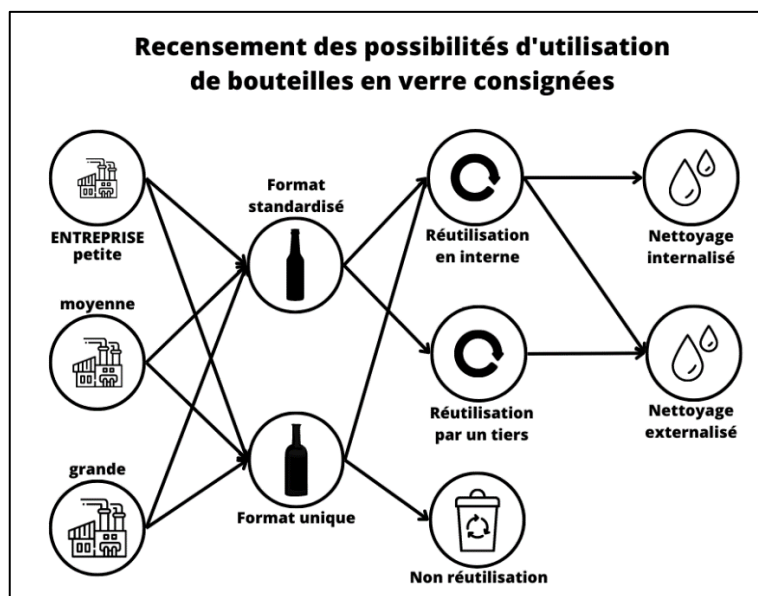 Recensement des possibilités d'utilisation
de bouteilles en verre consignées
ENTREPRISE
petite
moyenne
grande
Format
standardisé
Format unique
Réutilisation
en interne
Réutilisation
par un tiers
Non réutilisation
Nettoyage
internalisé
Nettoyage
externalisé